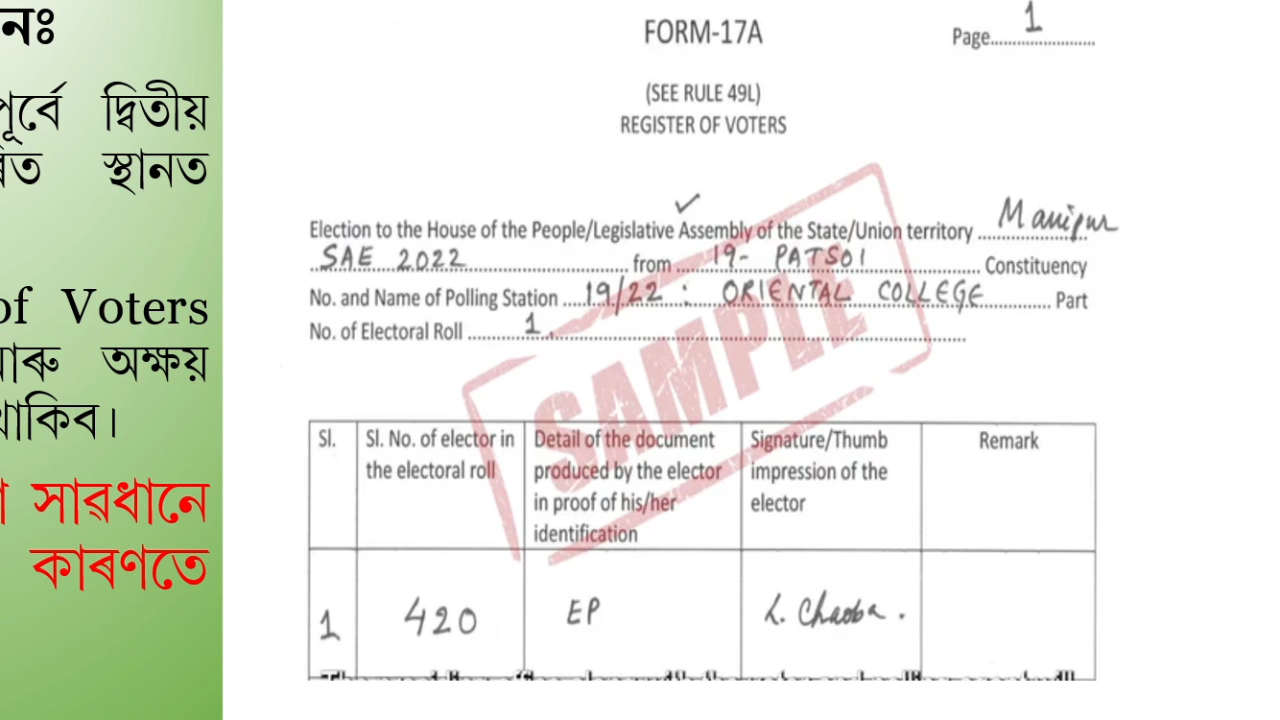 নঃ
পূৰ্বে দ্বিতীয়
ৰিত স্থানত
of Voters
আৰু অক্ষয়
থাকিব।
সাৱধানে
কাৰণতে
FORM-17A
Page 1
(SEE RULE 49L)
REGISTER OF VOTERS
Election to the House of the People/Legislative Assembly of the State/Union territory Manipur
SAE 2022 from 19- PATSOI Constituency
No. and Name of Polling Station 19/22 : ORIENTAL COLLEGE Part
No. of Electoral Roll 1
SAMPLE
Sl. Sl. No. of elector in the electoral roll Detail of the document produced by the elector in proof of his/her identification Signature/Thumb impression of the elector Remark
1 420 EP L. Chaoba.